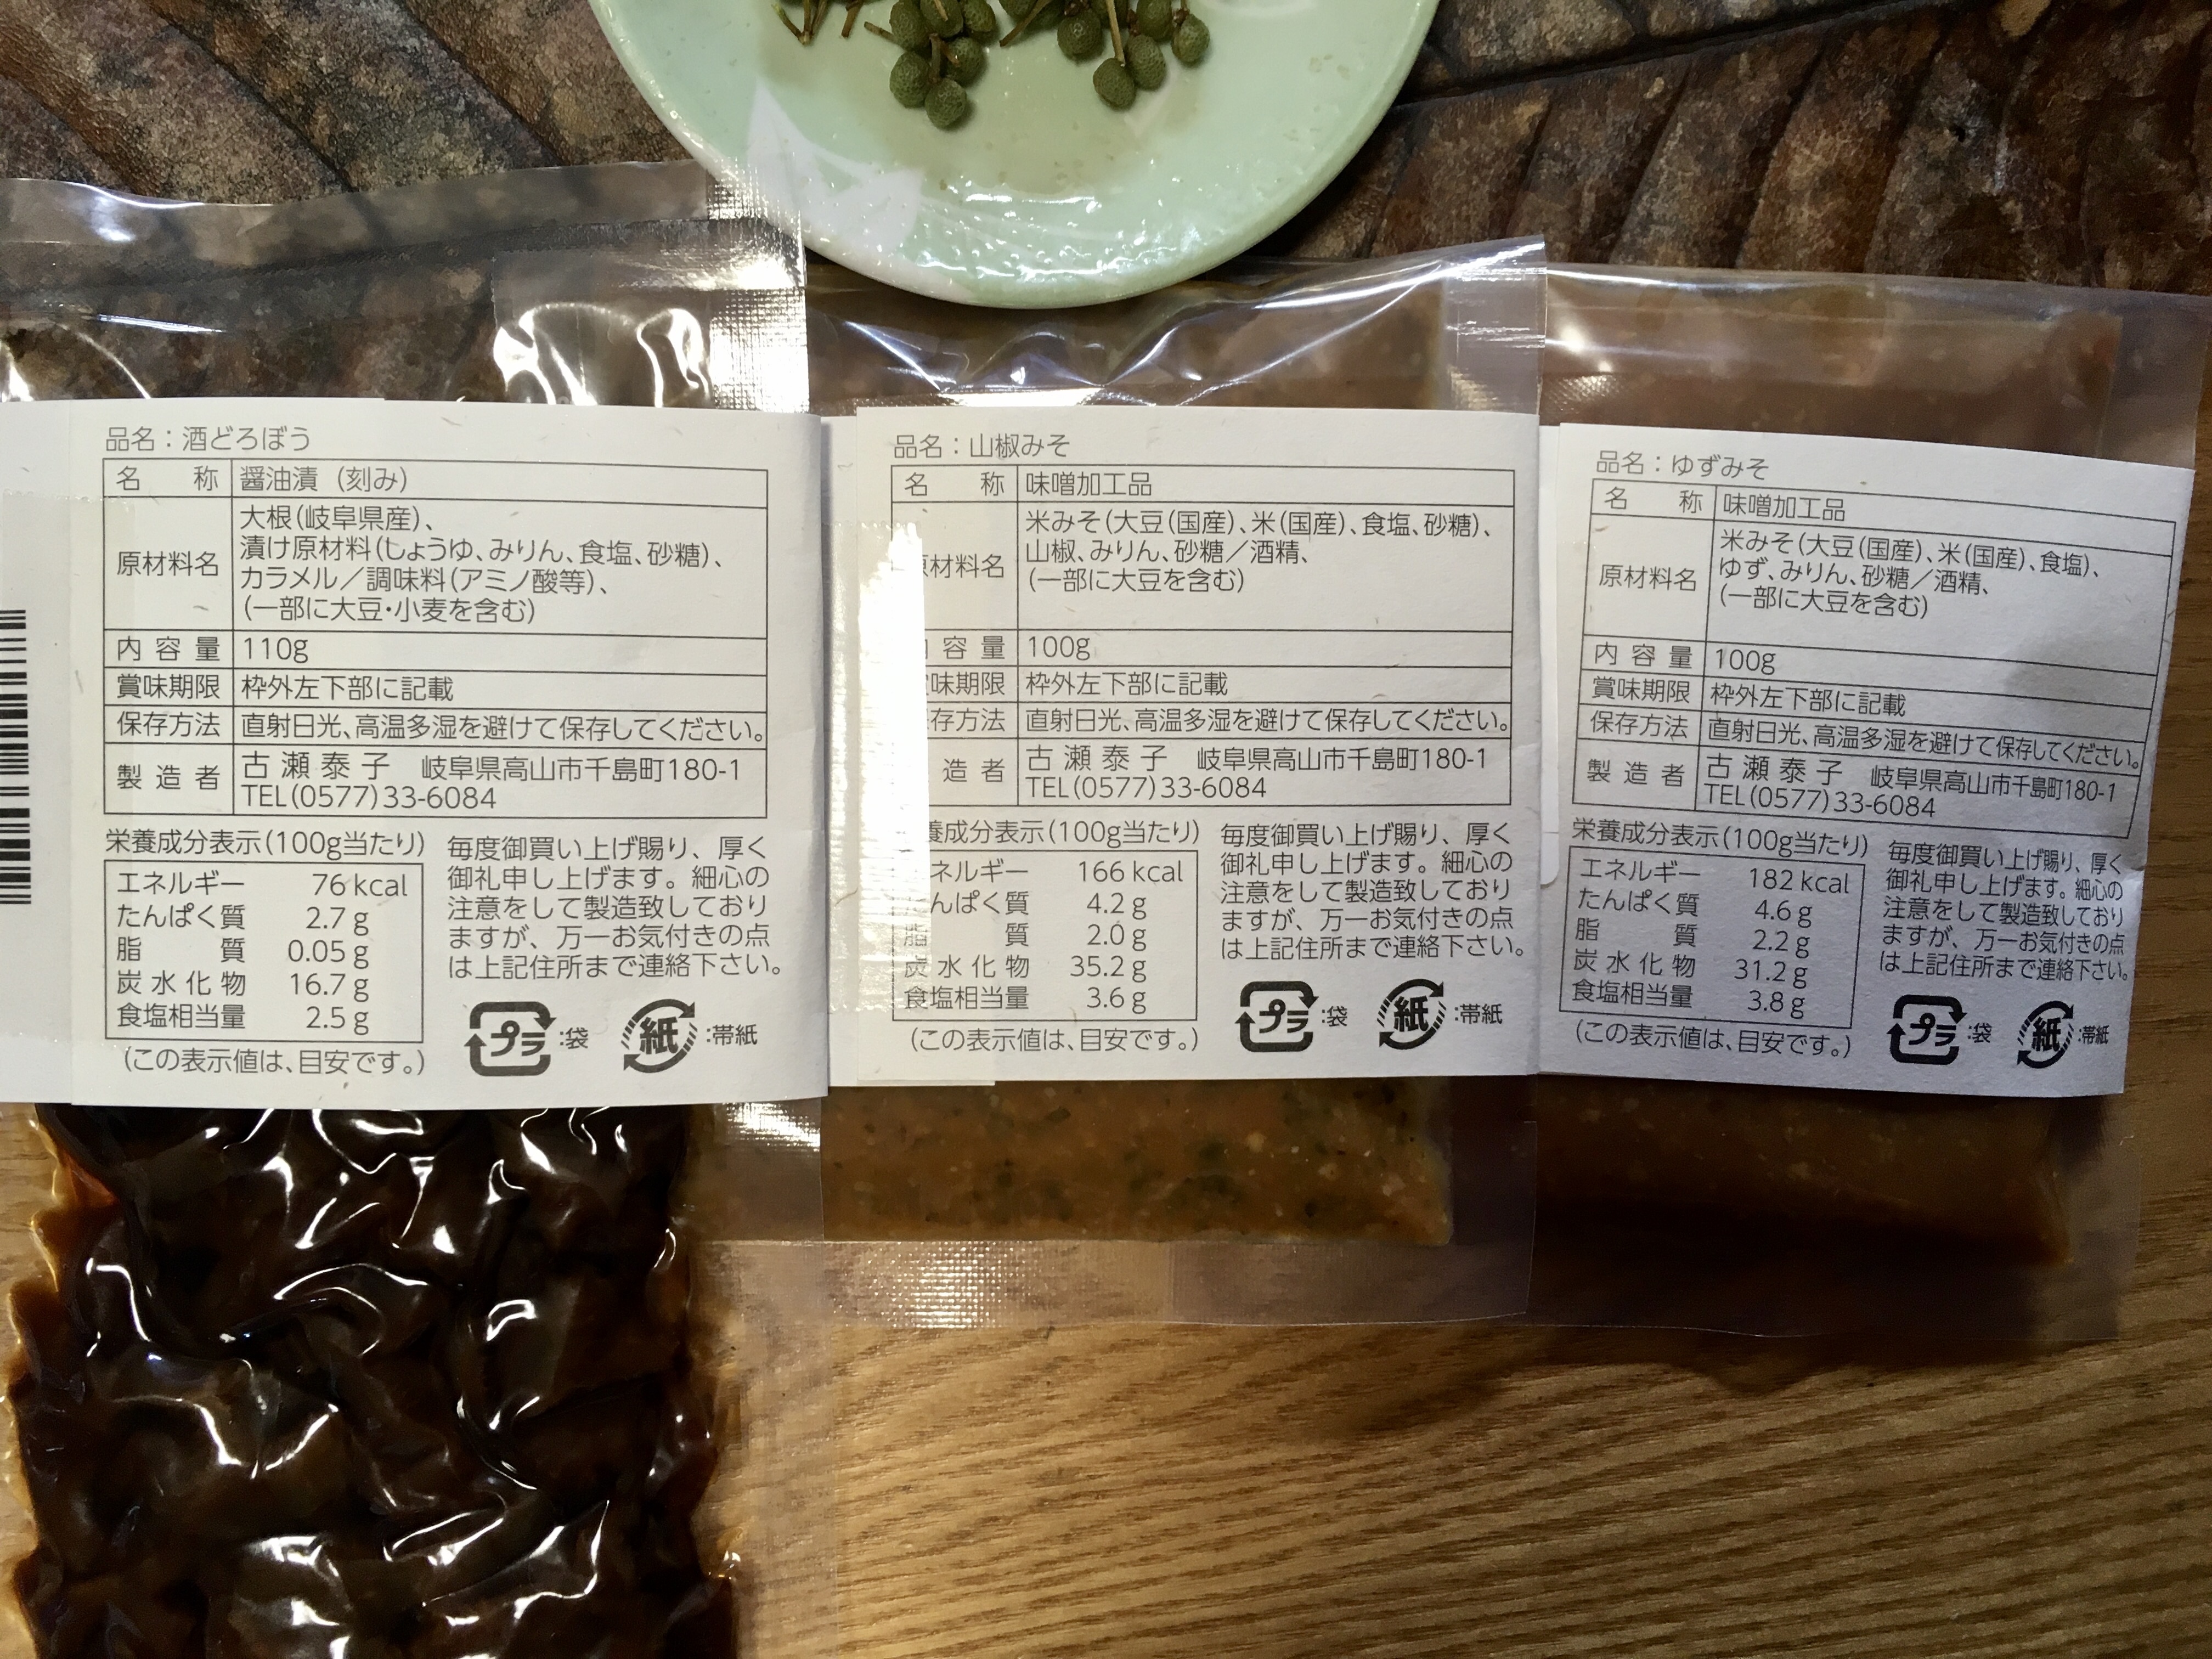 品名：酒どろぼう
名 称 醤油漬（刻み）
原材料名 大根（岐阜県産）、
漬け原材料（しょうゆ、みりん、食塩、砂糖）、
カラメル／調味料（アミノ酸等）、
（一部に大豆・小麦を含む）
内容量 110g
賞味期限 枠外左下部に記載
保存方法 直射日光、高温多湿を避けて保存してください。
製造者 古瀬泰子 岐阜県高山市千島町180-1
TEL(0577)33-6084
栄養成分表示(100g当たり)
エネルギー 76 kcal
たんぱく質 2.7 g
脂 質 0.05 g
炭水化物 16.7 g
食塩相当量 2.5 g
(この表示値は、目安です。)
毎度御買い上げ賜り、厚く
御礼申し上げます。細心の
注意をして製造致しており
ますが、万一お気付きの点
は上記住所まで連絡下さい。
プラ :袋 紙 :帯紙
品名：山椒みそ
名 称 味噌加工品
材料名 米みそ（大豆（国産）、米（国産）、食塩、砂糖）、
山椒、みりん、砂糖／酒精、
（一部に大豆を含む）
容量 100g
味期限 枠外左下部に記載
存方法 直射日光、高温多湿を避けて保存してください。
造者 古瀬泰子 岐阜県高山市千島町180-1
TEL(0577)33-6084
養成分表示(100g当たり)
ネルギー 166 kcal
んぱく質 4.2 g
脂 質 2.0 g
炭水化物 35.2 g
食塩相当量 3.6 g
(この表示値は、目安です。)
毎度御買い上げ賜り、厚く
御礼申し上げます。細心の
注意をして製造致しており
ますが、万一お気付きの点
は上記住所まで連絡下さい。
プラ :袋 紙 :帯紙
品名：ゆずみそ
名 称 味噌加工品
原材料名 米みそ（大豆（国産）、米（国産）、食塩）、
ゆず、みりん、砂糖／酒精、
（一部に大豆を含む）
内容量 100g
賞味期限 枠外左下部に記載
保存方法 直射日光、高温多湿を避けて保存してください。
製造者 古瀬泰子 岐阜県高山市千島町180-1
TEL(0577)33-6084
栄養成分表示(100g当たり)
エネルギー 182 kcal
たんぱく質 4.6 g
脂 質 2.2 g
炭水化物 31.2 g
食塩相当量 3.8 g
(この表示値は、目安です。)
毎度御買い上げ賜り、厚く
御礼申し上げます。細心の
注意をして製造致しており
ますが、万一お気付きの点
は上記住所まで連絡下さい。
プラ :袋 紙 :帯紙